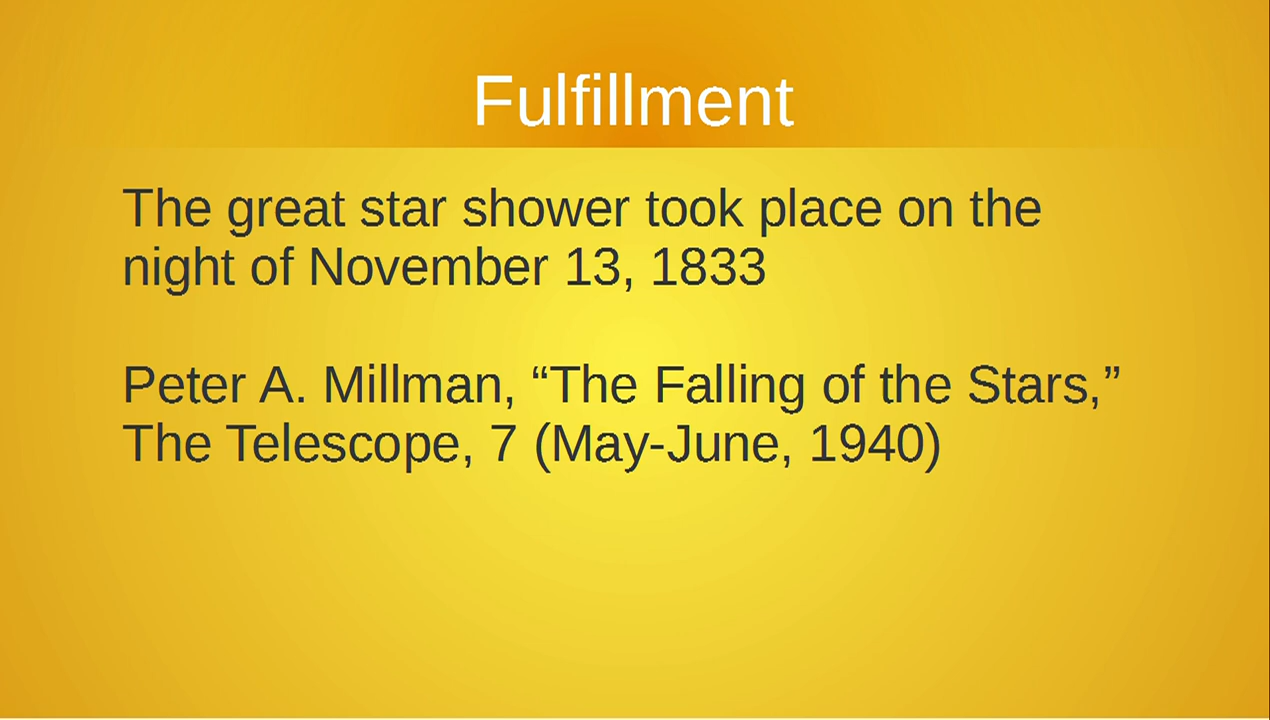 Fulfillment
The great star shower took place on the
night of November 13, 1833
Peter A. Millman, “The Falling of the Stars,”
The Telescope, 7 (May-June, 1940)